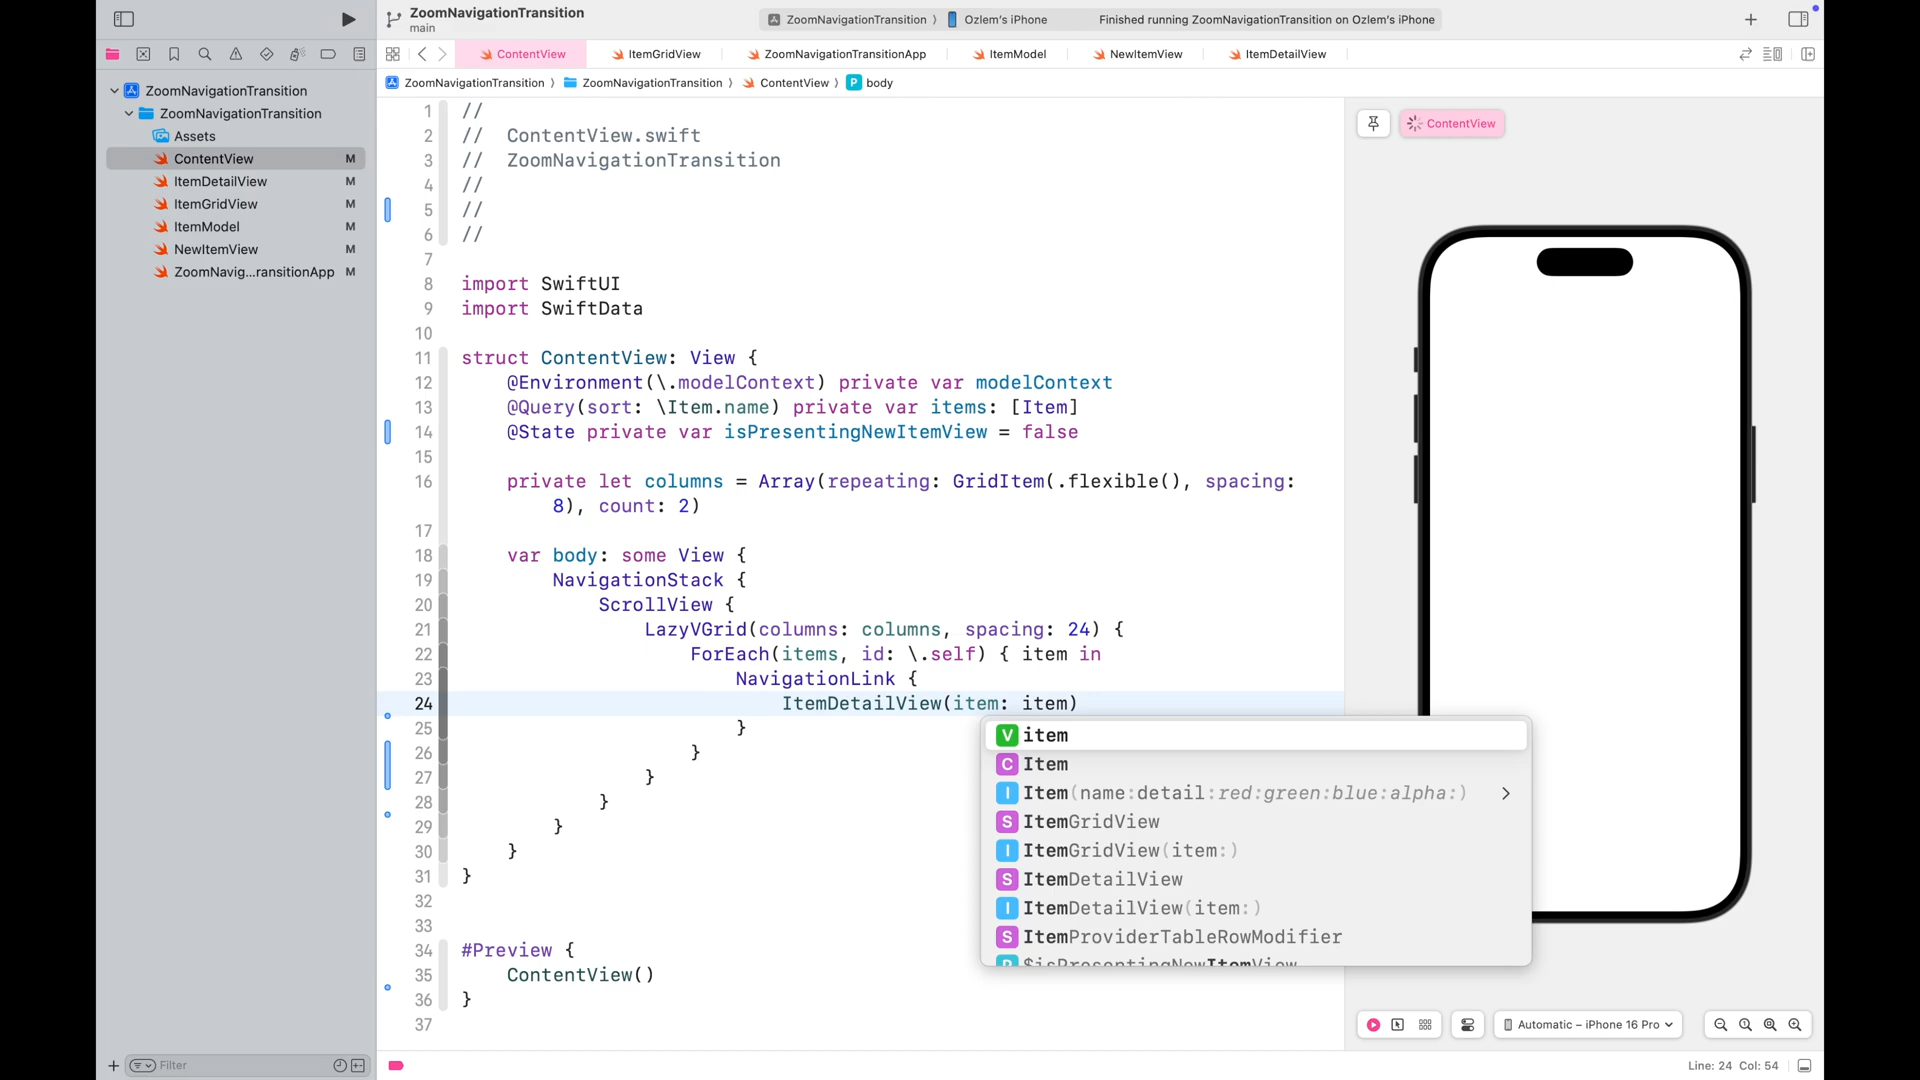 ZoomNavigationTransition
main
ZoomNavigationTransition 〉 Ozlem's iPhone
Finished running ZoomNavigationTransition on Ozlem's iPhone
ContentView
ItemGridView
ZoomNavigationTransitionApp
ItemModel
NewItemView
ItemDetailView
ZoomNavigationTransition 〉 ZoomNavigationTransition 〉 ContentView 〉 P body
ZoomNavigationTransition
ZoomNavigationTransition
Assets
ContentView M
ItemDetailView M
ItemGridView M
ItemModel M
NewItemView M
ZoomNavig...ransitionApp M
Filter
1 //
2 //  ContentView.swift
3 //  ZoomNavigationTransition
4 //
5 //
6 //
7
8 import SwiftUI
9 import SwiftData
10
11 struct ContentView: View {
12     @Environment(\.modelContext) private var modelContext
13     @Query(sort: \Item.name) private var items: [Item]
14     @State private var isPresentingNewItemView = false
15
16     private let columns = Array(repeating: GridItem(.flexible(), spacing:
8), count: 2)
17
18     var body: some View {
19         NavigationStack {
20             ScrollView {
21                 LazyVGrid(columns: columns, spacing: 24) {
22                     ForEach(items, id: \.self) { item in
23                         NavigationLink {
24                             ItemDetailView(item: item)
25                         }
26                     }
27                 }
28             }
29         }
30     }
31 }
32
33
34 #Preview {
35     ContentView()
36 }
37
V item
C Item
I Item(name:detail:red:green:blue:alpha:)
S ItemGridView
I ItemGridView(item:)
S ItemDetailView
I ItemDetailView(item:)
S ItemProviderTableRowModifier
P $isPresentingNewItemView
ContentView
Automatic – iPhone 16 Pro
Line: 24 Col: 54